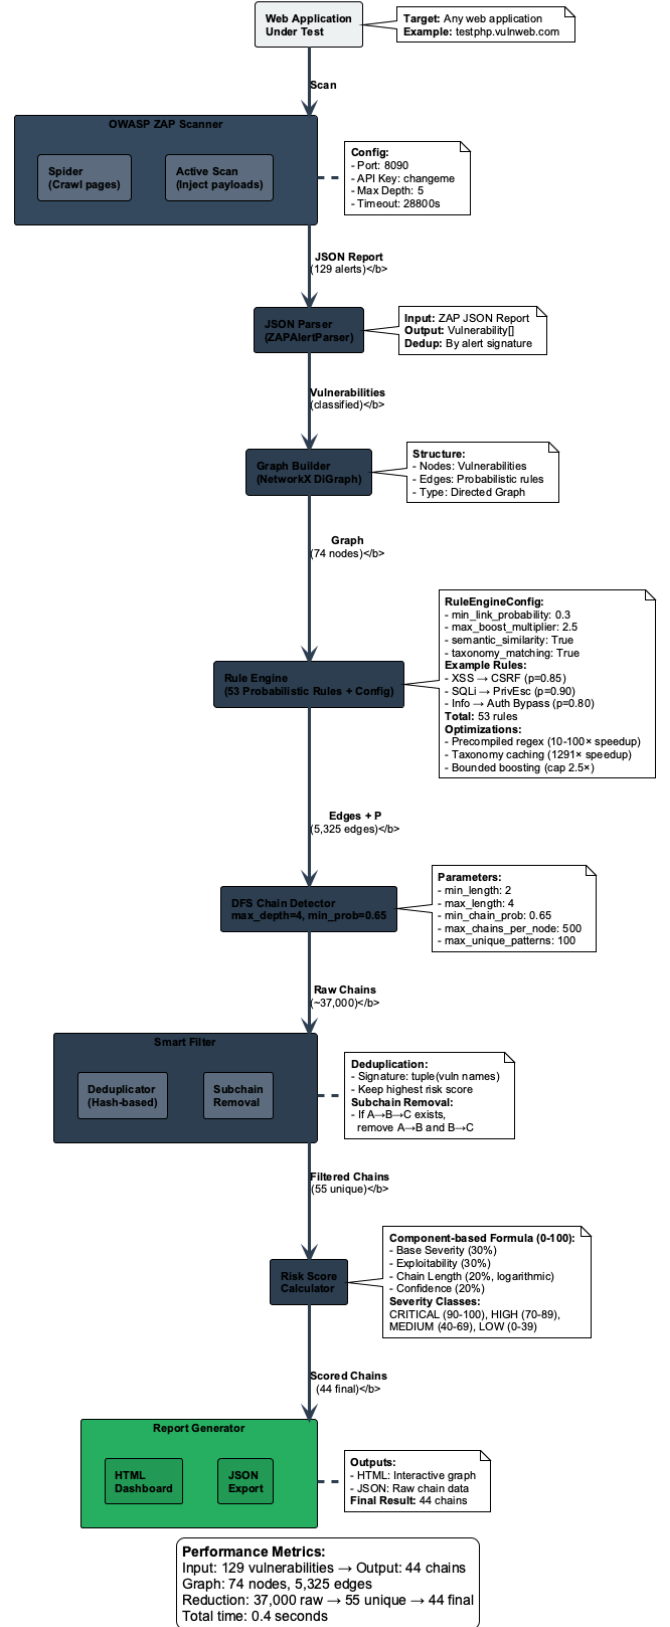 Web Application
Under Test
Target: Any web application
Example: testphp.vulnweb.com
Scan
OWASP ZAP Scanner
Spider
(Crawl pages)
Active Scan
(Inject payloads)
Config:
- Port: 8090
- API Key: changeme
- Max Depth: 5
- Timeout: 28800s
JSON Report
(129 alerts)</b>
JSON Parser
(ZAPAlertParser)
Input: ZAP JSON Report
Output: Vulnerability[]
Dedup: By alert signature
Vulnerabilities
(classified)</b>
Graph Builder
(NetworkX DiGraph)
Structure:
- Nodes: Vulnerabilities
- Edges: Probabilistic rules
- Type: Directed Graph
Graph
(74 nodes)</b>
Rule Engine
(53 Probabilistic Rules + Config)
RuleEngineConfig:
- min_link_probability: 0.3
- max_boost_multiplier: 2.5
- semantic_similarity: True
- taxonomy_matching: True
Example Rules:
- XSS → CSRF (p=0.85)
- SQLi → PrivEsc (p=0.90)
- Info → Auth Bypass (p=0.80)
Total: 53 rules
Optimizations:
- Precompiled regex (10-100× speedup)
- Taxonomy caching (1291× speedup)
- Bounded boosting (cap 2.5×)
Edges + P
(5,325 edges)</b>
DFS Chain Detector
max_depth=4, min_prob=0.65
Parameters:
- min_length: 2
- max_length: 4
- min_chain_prob: 0.65
- max_chains_per_node: 500
- max_unique_patterns: 100
Raw Chains
(~37,000)</b>
Smart Filter
Deduplicator
(Hash-based)
Subchain
Removal
Deduplication:
- Signature: tuple(vuln names)
- Keep highest risk score
Subchain Removal:
- If A→B→C exists,
remove A→B and B→C
Filtered Chains
(55 unique)</b>
Risk Score
Calculator
Component-based Formula (0-100):
- Base Severity (30%)
- Exploitability (30%)
- Chain Length (20%, logarithmic)
- Confidence (20%)
Severity Classes:
CRITICAL (90-100), HIGH (70-89),
MEDIUM (40-69), LOW (0-39)
Scored Chains
(44 final)</b>
Report Generator
HTML
Dashboard
JSON
Export
Outputs:
- HTML: Interactive graph
- JSON: Raw chain data
Final Result: 44 chains
Performance Metrics:
Input: 129 vulnerabilities → Output: 44 chains
Graph: 74 nodes, 5,325 edges
Reduction: 37,000 raw → 55 unique → 44 final
Total time: 0.4 seconds